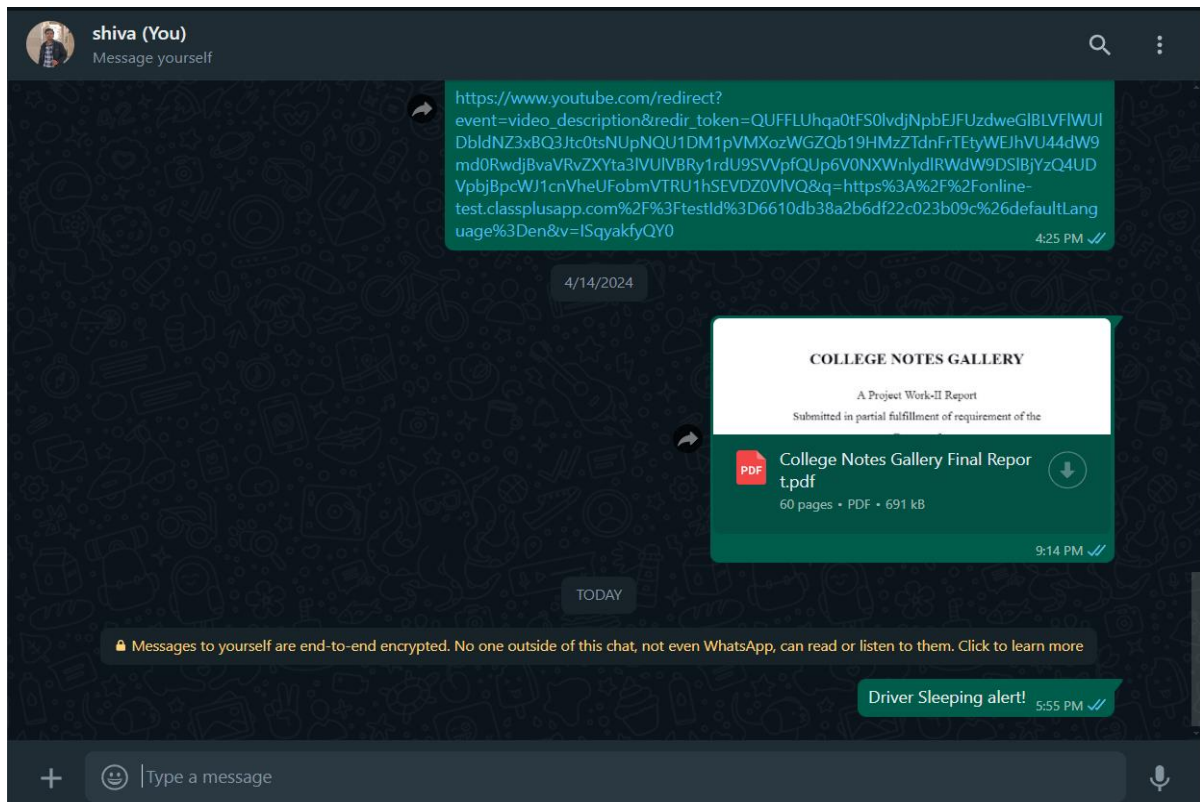 shiva (You)
Message yourself
https://www.youtube.com/redirect?
event=video_description&redir_token=QUFFLUhqa0tFS0lvdjNpbEJFUzdweGlBLVFlWUl
DbldNZ3xBQ3Jtc0tsNUpNQU1DM1pVMXozWGZQb19HMzZTdnFrTEtyWEJhVU44dW9
md0RwdjBvaVRvZXYta3lVUlVBRy1rdU9SVVpfQUp6V0NXWnlydlRWdW9DSlBjYzQ4UD
VpbjBpcWJ1cnVheUFobmVTRU1hSEVDZ0VlVQ&q=https%3A%2F%2Fonline-
test.classplusapp.com%2F%3FtestId%3D6610db38a2b6df22c023b09c%26defaultLang
uage%3Den&v=ISqyakfyQY0
4:25 PM
4/14/2024
COLLEGE NOTES GALLERY
A Project Work-II Report
Submitted in partial fulfillment of requirement of the
PDF
College Notes Gallery Final Repor
t.pdf
60 pages • PDF • 691 kB
9:14 PM
TODAY
Messages to yourself are end-to-end encrypted. No one outside of this chat, not even WhatsApp, can read or listen to them. Click to learn more
Driver Sleeping alert! 5:55 PM
Type a message